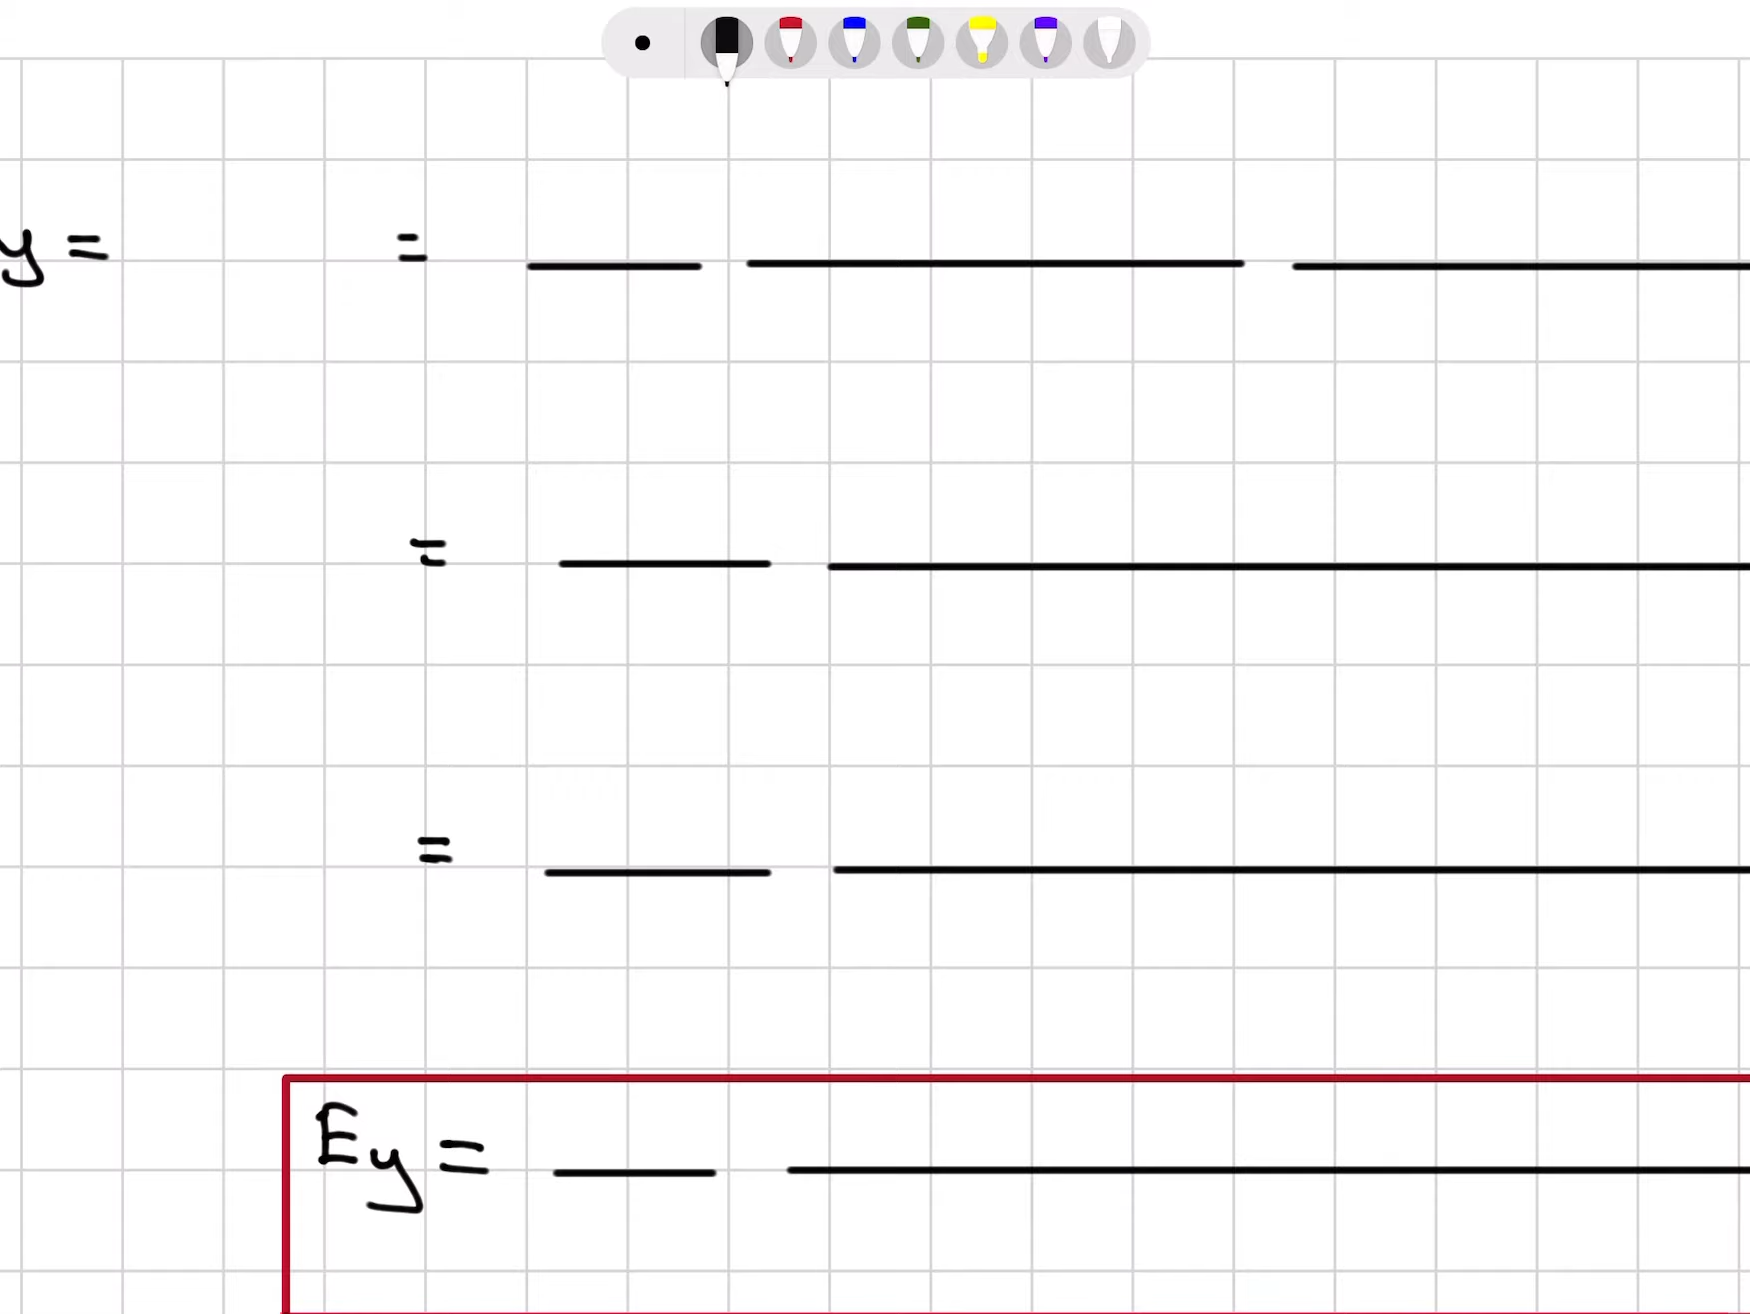 y = =
=
=
Ey =